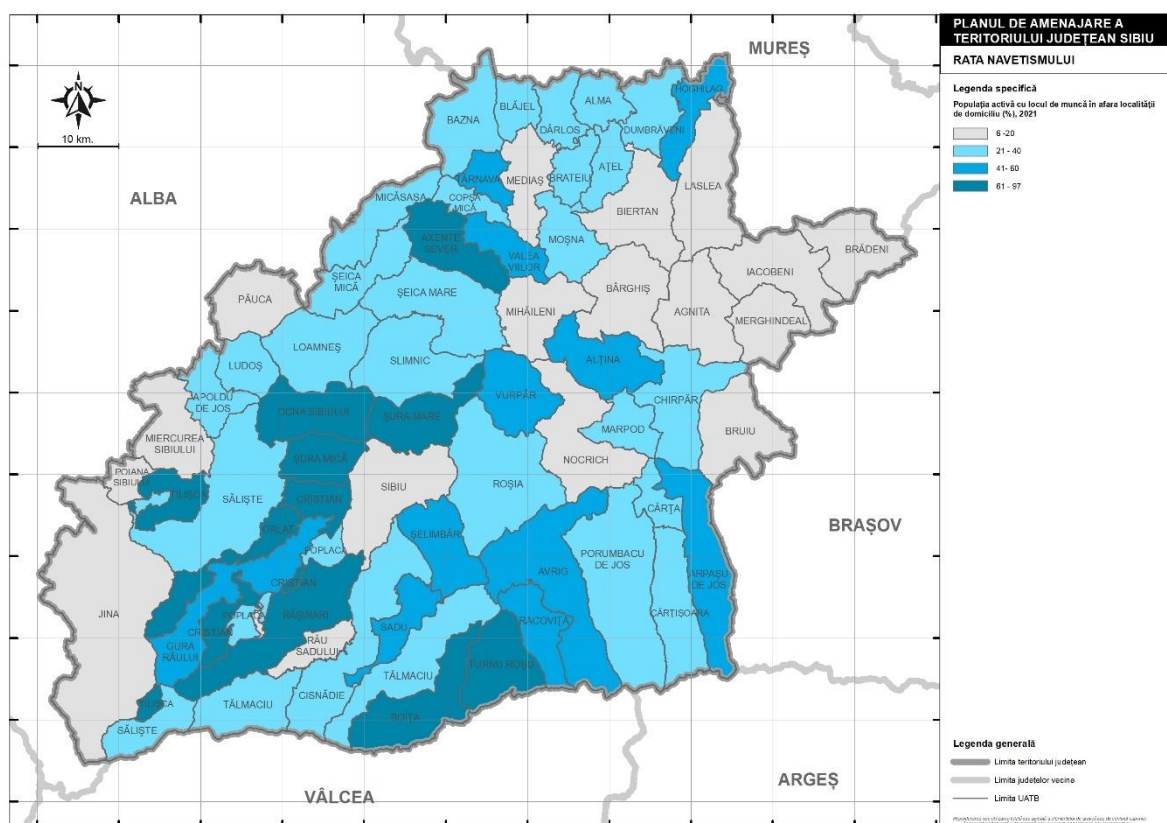 PLANUL DE AMENAJARE A
TERITORIULUI JUDEȚEAN SIBIU
RATA NAVETISMULUI
Legenda specifică
Populația activă cu locul de muncă în afara localității
de domiciliu (%), 2021
6 -20
21 - 40
41- 60
61 - 97
10 km.
MUREȘ
ALBA
BRAȘOV
ARGEȘ
VÂLCEA
HOGHILAG
BLĂJEL
ALMA
BAZNA
DÂRLOS
DUMBRĂVENI
AȚEL
TÂRNAVA
MEDIAȘ
BRATEIU
LASLEA
MICĂSASA
COPȘA
MICĂ
BIERTAN
AXENTE
SEVER
MOȘNA
VALEA
VIILOR
BRĂDENI
IACOBENI
ȘEICA
MICĂ
ȘEICA MARE
BÂRGHIȘ
PĂUCA
MIHĂILENI
AGNITA
MERGHINDEAL
LOAMNEȘ
SLIMNIC
ALȚINA
LUDOȘ
APOLDU
DE JOS
VURPĂR
CHIRPĂR
OCNA SIBIULUI
ȘURA MARE
MARPOD
BRUIU
MIERCUREA
SIBIULUI
ȘURA MICĂ
NOCRICH
POIANA
SIBIULUI
SIBIU
ROȘIA
TILIȘCA
SĂLIȘTE
CRISTIAN
CÂRȚA
ORLAT
ȘELIMBĂR
POPLACA
PORUMBACU
DE JOS
AVRIG
ARPAȘU
DE JOS
CRISTIAN
JINA
RĂȘINARI
CÂRȚIȘOARA
POPLACA
RACOVIȚA
SADU
CRISTIAN
GURA
RÂULUI
RÂU
SADULUI
TURNU ROȘU
TĂLMACIU
CISNĂDIE
TILIȘCA
TĂLMACIU
BOIȚA
SĂLIȘTE
Legenda generală
Limita teritoriului județean
Limita județelor vecine
Limita UATB